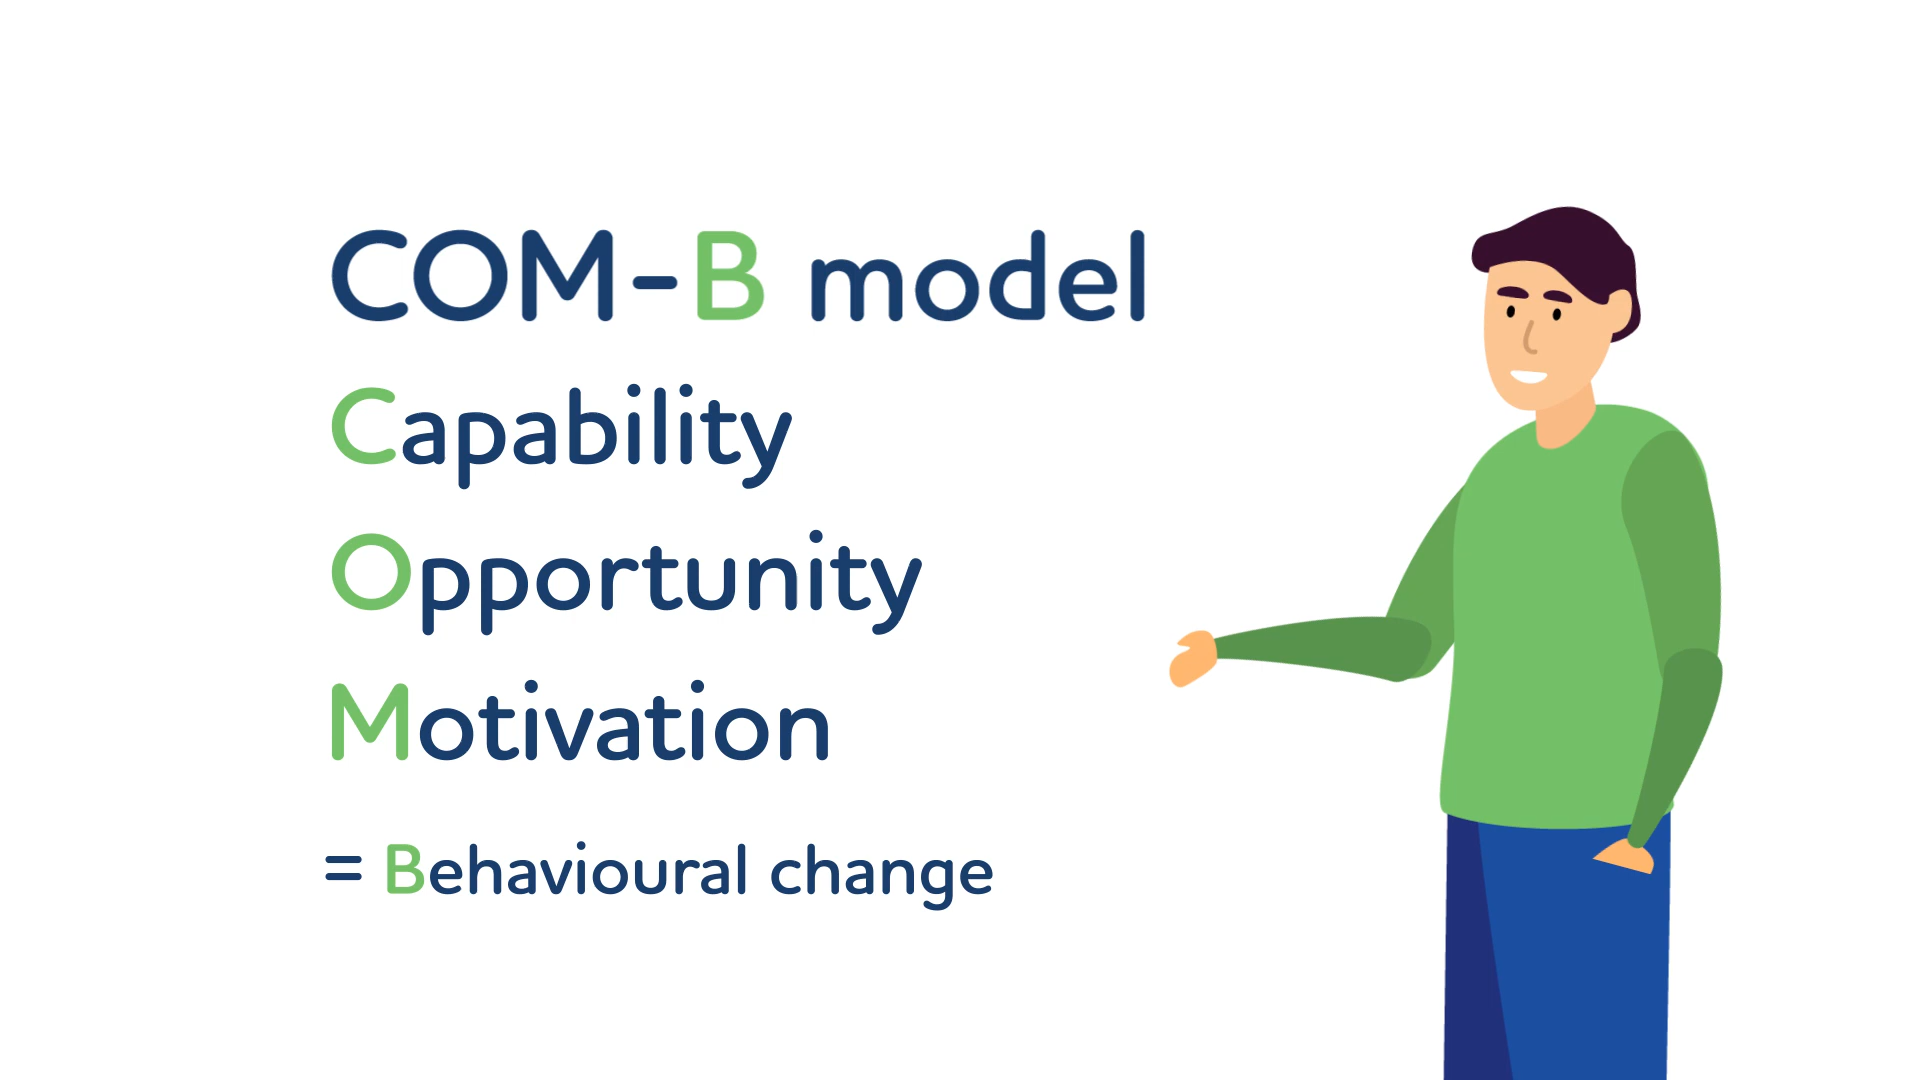 COM-B model
Capability
Opportunity
Motivation
= Behavioural change